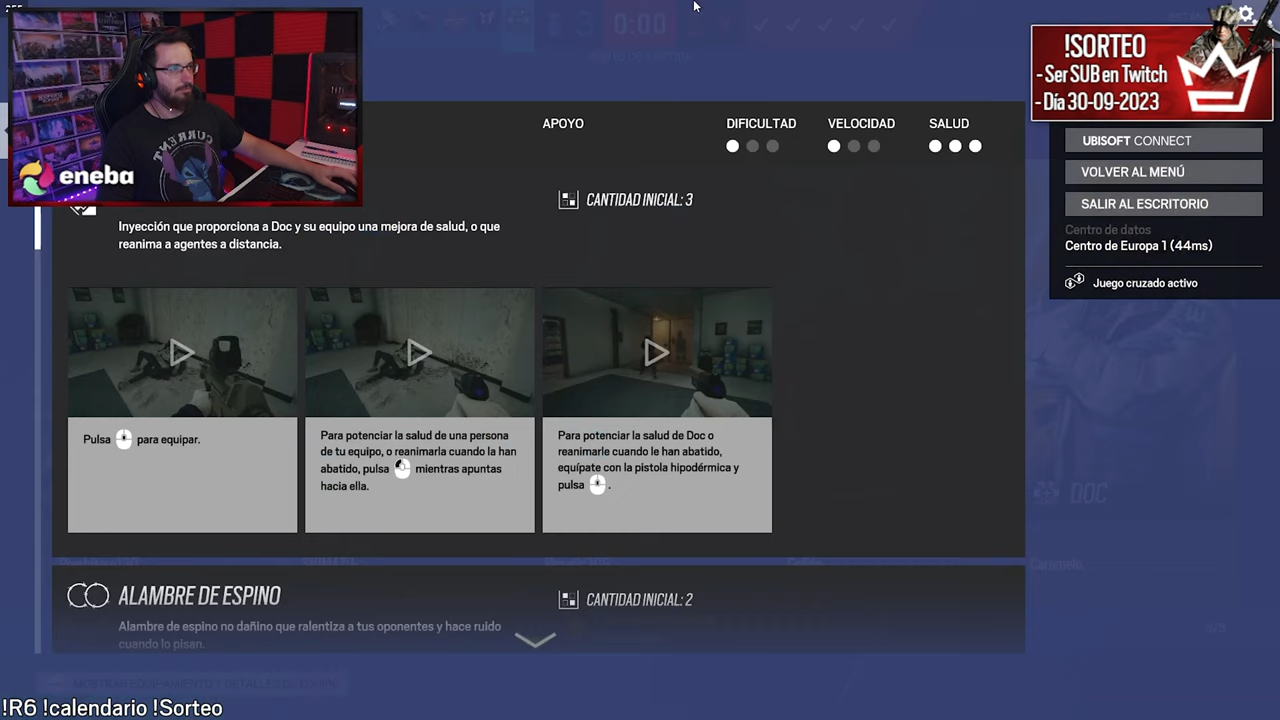 0:00
!SORTEO
- Ser SUB en Twitch
- Día 30-09-2023
eneba
CURRENT
APOYO
DIFICULTAD
VELOCIDAD
SALUD
UBISOFT CONNECT
VOLVER AL MENÚ
SALIR AL ESCRITORIO
Centro de datos
Centro de Europa 1 (44ms)
Juego cruzado activo
CANTIDAD INICIAL: 3
Inyección que proporciona a Doc y su equipo una mejora de salud, o que
reanima a agentes a distancia.
Pulsa para equipar.
Para potenciar la salud de una persona
de tu equipo, o reanimarla cuando la han
abatido, pulsa mientras apuntas
hacia ella.
Para potenciar la salud de Doc o
reanimarle cuando le han abatido,
equípate con la pistola hipodérmica y
pulsa .
DOC
Caramelo.
ALAMBRE DE ESPINO
CANTIDAD INICIAL: 2
Alambre de espino no dañino que ralentiza a tus oponentes y hace ruido
cuando lo pisan.
MOSTRAR EQUIPAMIENTO Y DETALLES DE
!R6 !calendario !Sorteo